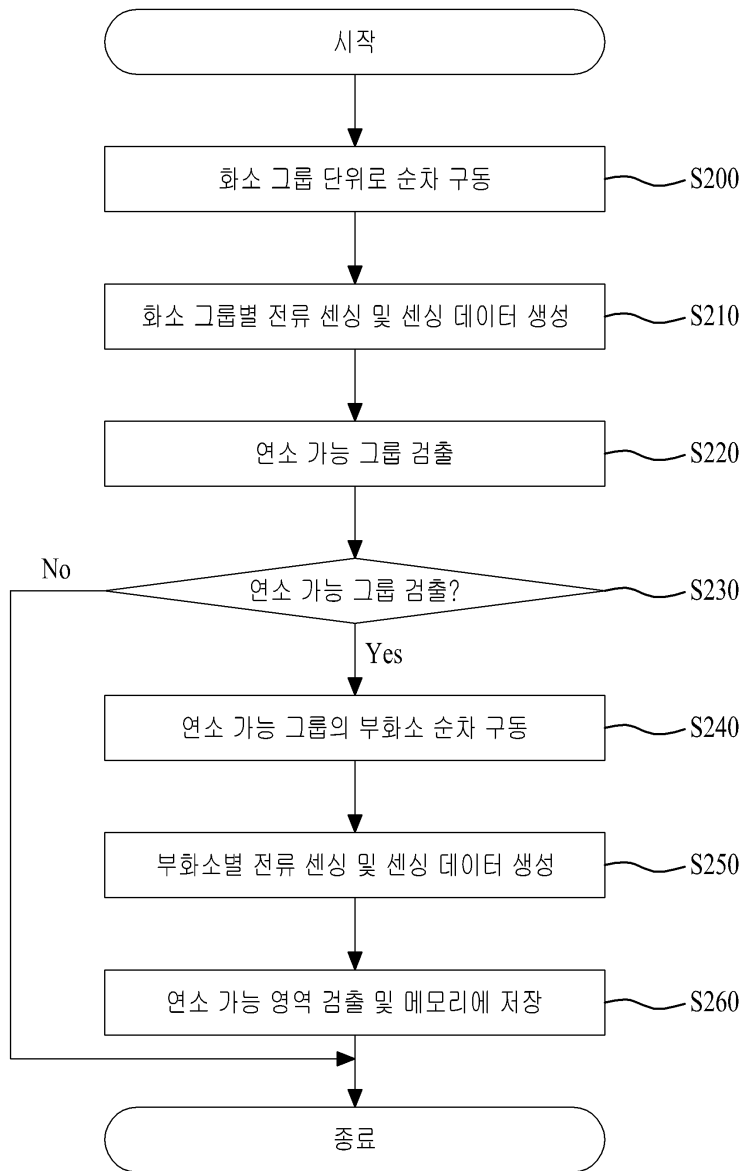 시작
화소 그룹 단위로 순차 구동
S200
화소 그룹별 전류 센싱 및 센싱 데이터 생성
S210
연소 가능 그룹 검출
S220
No
연소 가능 그룹 검출?
S230
Yes
연소 가능 그룹의 부화소 순차 구동
S240
부화소별 전류 센싱 및 센싱 데이터 생성
S250
연소 가능 영역 검출 및 메모리에 저장
S260
종료